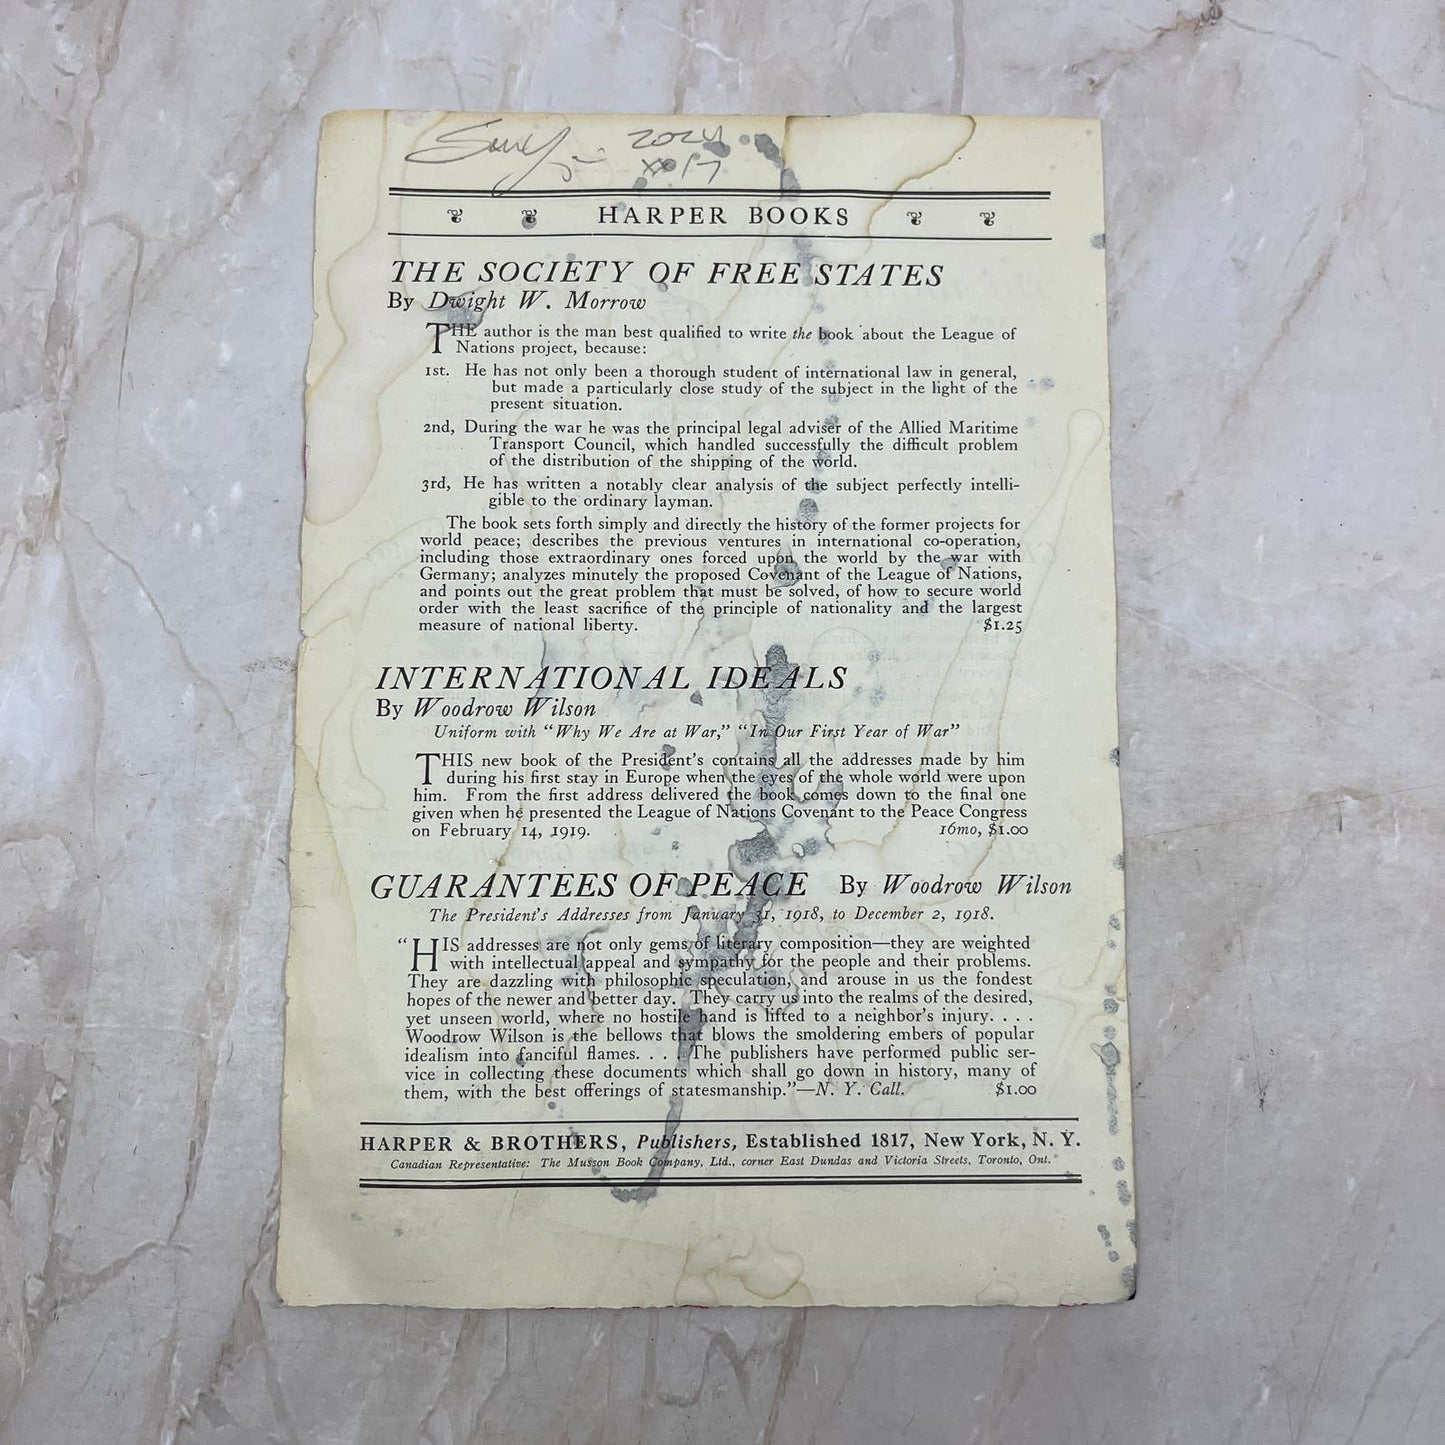 2024
HARPER BOOKS
THE SOCIETY OF FREE STATES
By Dwight W. Morrow
THE author is the man best qualified to write the book about the League of
Nations project, because:
1st. He has not only been a thorough student of international law in general,
but made a particularly close study of the subject in the light of the
present situation.
2nd, During the war he was the principal legal adviser of the Allied Maritime
Transport Council, which handled successfully the difficult problem
of the distribution of the shipping of the world.
3rd, He has written a notably clear analysis of the subject perfectly intelli-
gible to the ordinary layman.
The book sets forth simply and directly the history of the former projects for
world peace; describes the previous ventures in international co-operation,
including those extraordinary ones forced upon the world by the war with
Germany; analyzes minutely the proposed Covenant of the League of Nations,
and points out the great problem that must be solved, of how to secure world
order with the least sacrifice of the principle of nationality and the largest
measure of national liberty. $1.25
INTERNATIONAL IDEALS
By Woodrow Wilson
Uniform with "Why We Are at War," "In Our First Year of War"
THIS new book of the President's contains all the addresses made by him
during his first stay in Europe when the eyes of the whole world were upon
him. From the first address delivered the book comes down to the final one
given when he presented the League of Nations Covenant to the Peace Congress
on February 14, 1919. 16mo, $1.00
GUARANTEES OF PEACE By Woodrow Wilson
The President's Addresses from January 31, 1918, to December 2, 1918.
"HIS addresses are not only gems of literary composition—they are weighted
with intellectual appeal and sympathy for the people and their problems.
They are dazzling with philosophic speculation, and arouse in us the fondest
hopes of the newer and better day. They carry us into the realms of the desired,
yet unseen world, where no hostile hand is lifted to a neighbor's injury. . . .
Woodrow Wilson is the bellows that blows the smoldering embers of popular
idealism into fanciful flames. . . . The publishers have performed public ser-
vice in collecting these documents which shall go down in history, many of
them, with the best offerings of statesmanship."—N. Y. Call. $1.00
HARPER & BROTHERS, Publishers, Established 1817, New York, N. Y.
Canadian Representative: The Musson Book Company, Ltd., corner East Dundas and Victoria Streets, Toronto, Ont.